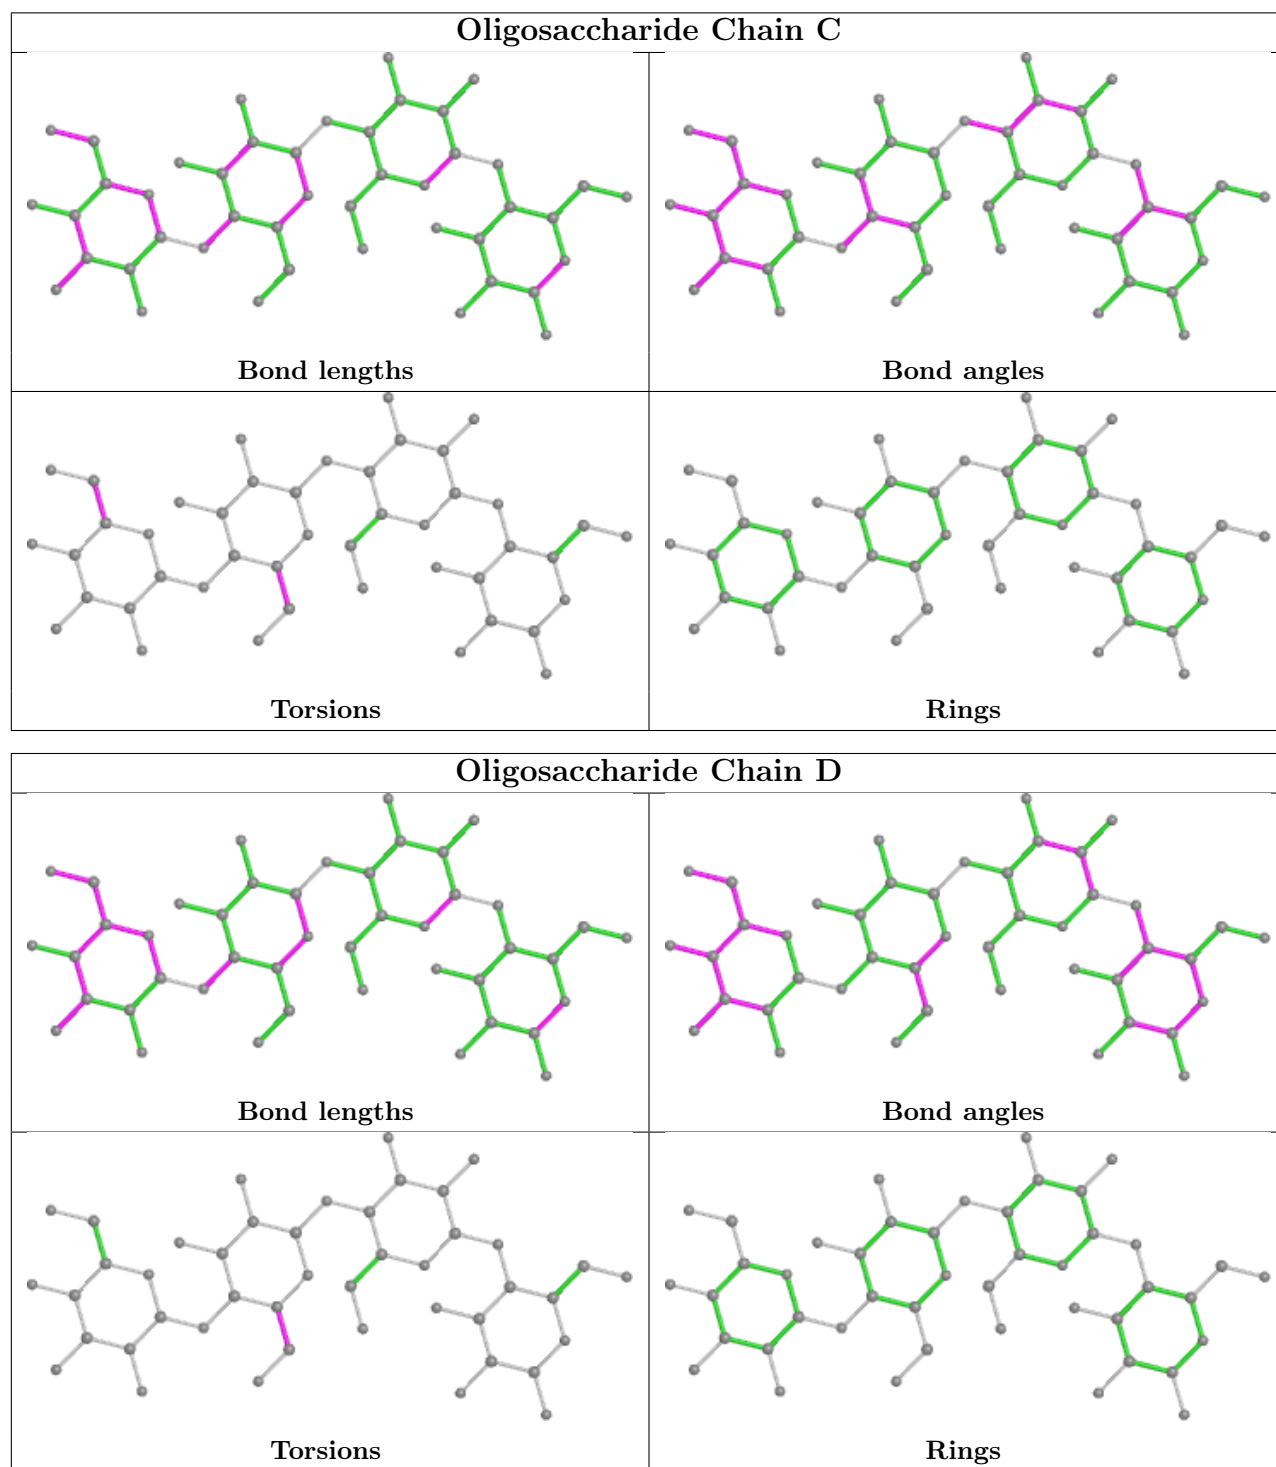 Oligosaccharide Chain C
Bond lengths
Bond angles
Torsions
Rings
Oligosaccharide Chain D
Bond lengths
Bond angles
Torsions
Rings